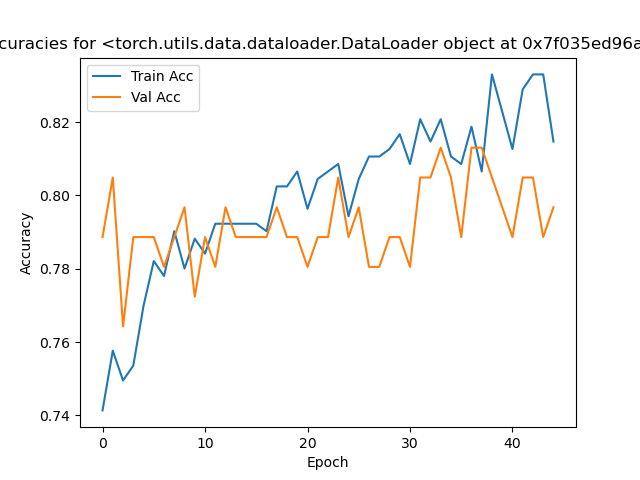 curacies for <torch.utils.data.dataloader.DataLoader object at 0x7f035ed96a
Train Acc
Val Acc
0.82
0.80
0.78
0.76
0.74
Accuracy
0
10
20
30
40
Epoch